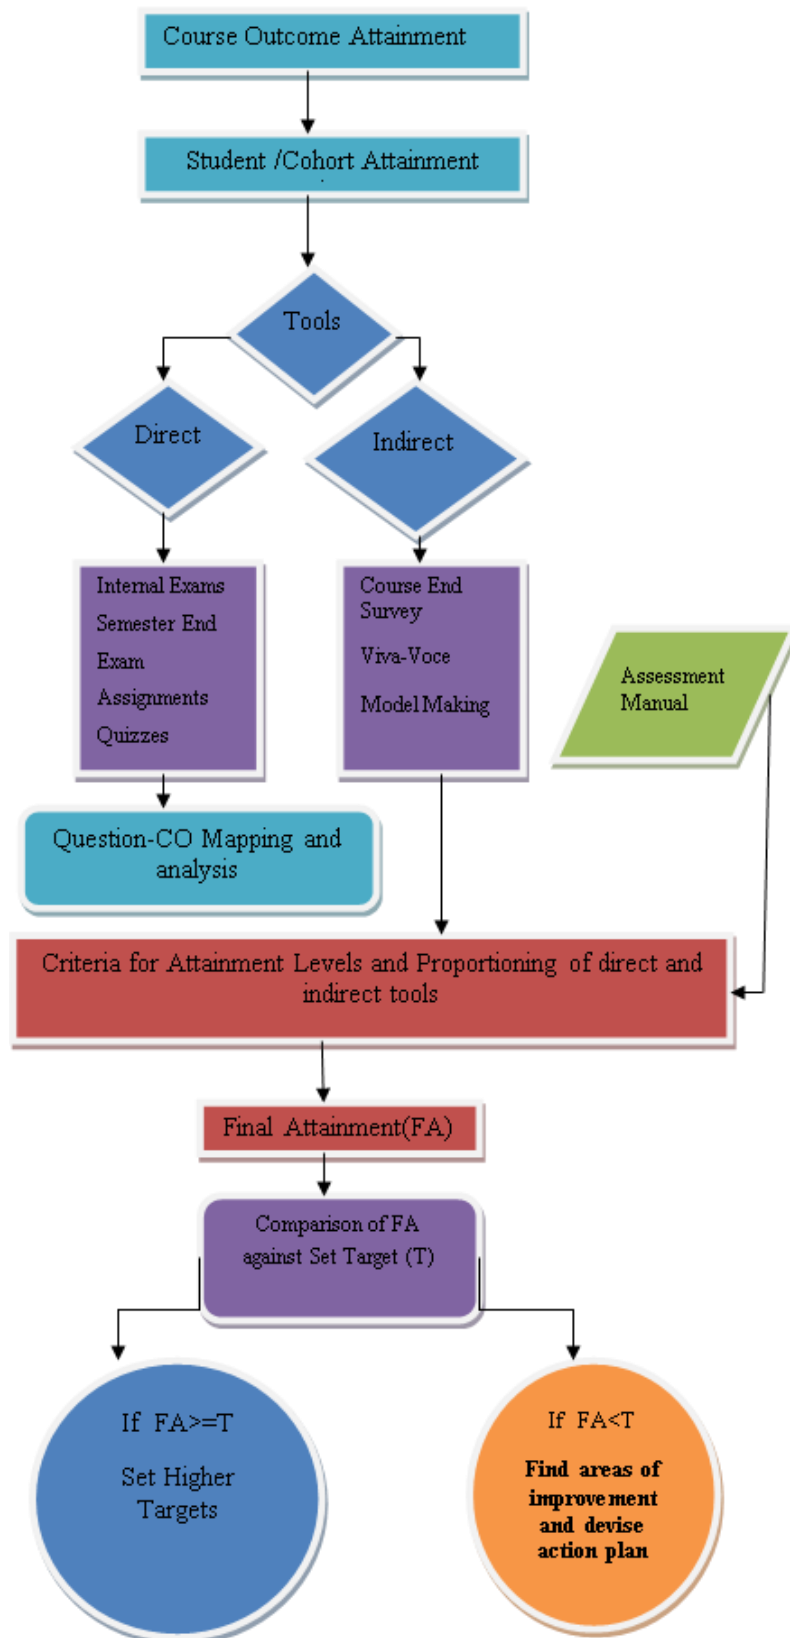 Course Outcome Attainment
Student /Cohort Attainment
Tools
Direct
Indirect
Internal Exams
Semester End
Exam
Assignments
Quizzes
Course End
Survey
Viva-Voce
Model Making
Assessment
Manual
Question-CO Mapping and
analysis
Criteria for Attainment Levels and Proportioning of direct and
indirect tools
Final Attainment(FA)
Comparison of FA
against Set Target (T)
If FA>=T
Set Higher
Targets
If FA<T
Find areas of
improvement
and devise
action plan